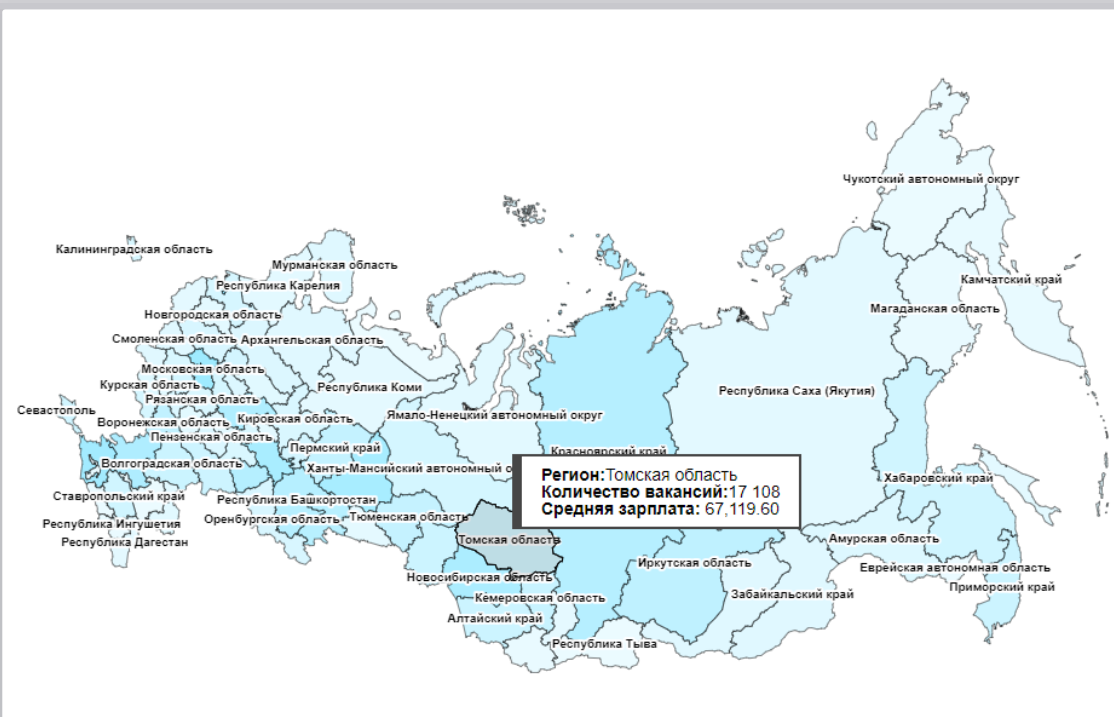 Чукотский автономный округ
Калининградская область
Мурманская область
Камчатский край
Республика Карелия
Магаданская область
Новгородская область
Смоленская область
Архангельская область
Московская область
Курская область
Республика Коми
Республика Саха (Якутия)
Рязанская область
Севастополь
Ямало-Ненецкий автономный округ
Воронежская область
Кировская область
Пензенская область
Пермский край
Красноярский край
Волгоградская область
Ханты-Мансийский автономный о
Регион:Томская область
Количество вакансий:17 108
Средняя зарплата: 67,119.60
Хабаровский край
Ставропольский край
Республика Башкортостан
Республика Ингушетия
Оренбургская область
Тюменская область
Республика Дагестан
Томская область
Амурская область
Иркутская область
Еврейская автономная область
Новосибирская область
Приморский край
Кемеровская область
Забайкальский край
Алтайский край
Республика Тыва